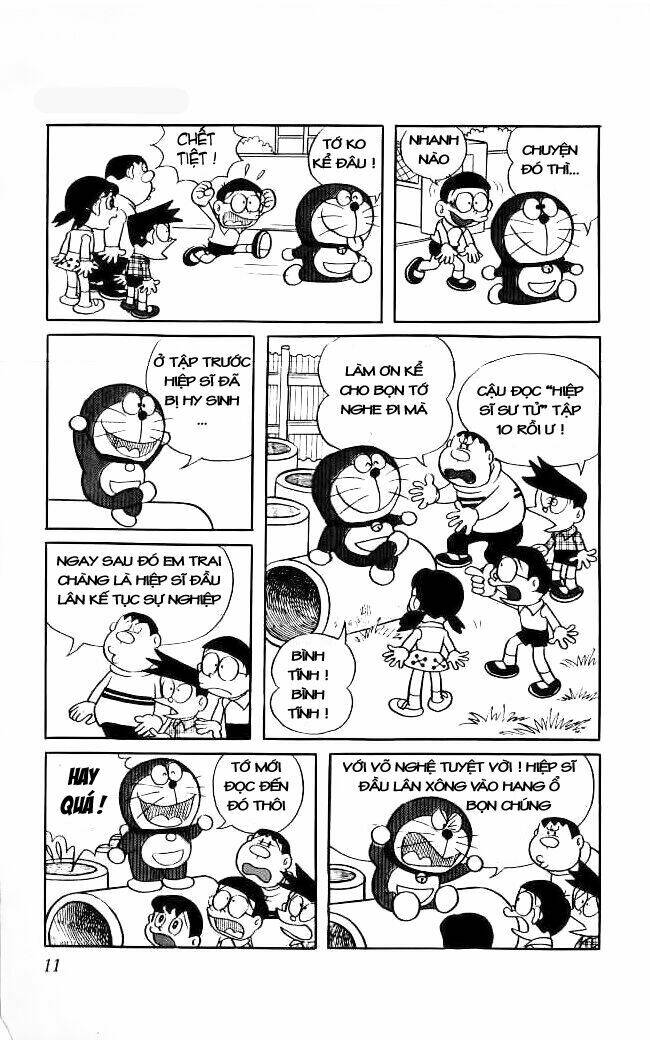 CHUYỆN
ĐÓ THÌ...
NHANH
NÀO
TỚ KO
KỂ ĐÂU !
CHẾT
TIỆT !
CẬU ĐỌC "HIỆP
SĨ SƯ TỬ" TẬP
10 RỒI Ư !
LÀM ƠN KỂ
CHO BỌN TỚ
NGHE ĐI MÀ
BÌNH
TĨNH !
BÌNH
TĨNH !
Ở TẬP TRƯỚC
HIỆP SĨ ĐÃ
BỊ HY SINH
...
NGAY SAU ĐÓ EM TRAI
CHÀNG LÀ HIỆP SĨ ĐẦU
LÂN KẾ TỤC SỰ NGHIỆP
VỚI VÕ NGHỆ TUYỆT VỜI ! HIỆP SĨ
ĐẦU LÂN XÔNG VÀO HANG Ổ
BỌN CHÚNG
TỚ MỚI
ĐỌC ĐẾN
ĐÓ THÔI
HAY
QUÁ !
11